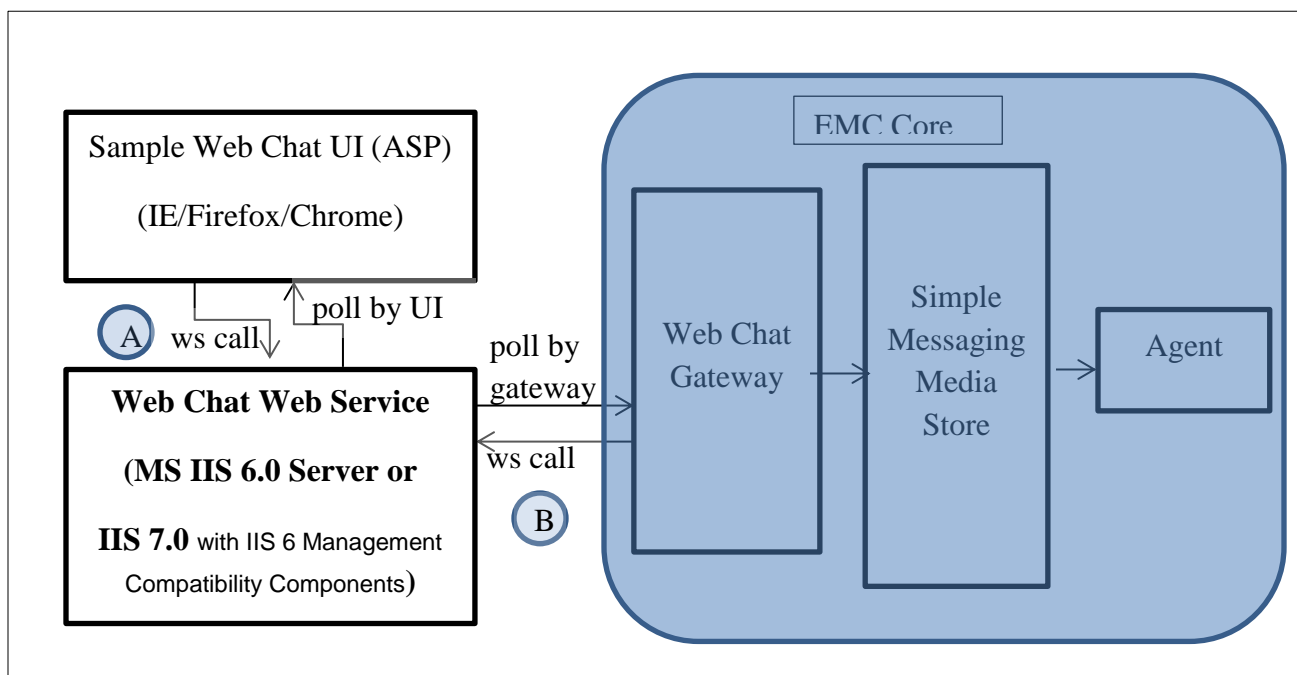 Sample Web Chat UI (ASP)
(IE/Firefox/Chrome)
A
ws call
poll by UI
Web Chat Web Service
(MS IIS 6.0 Server or
IIS 7.0 with IIS 6 Management
Compatibility Components)
poll by
gateway
ws call
B
EMC Core
Web Chat
Gateway
Simple
Messaging
Media
Store
Agent